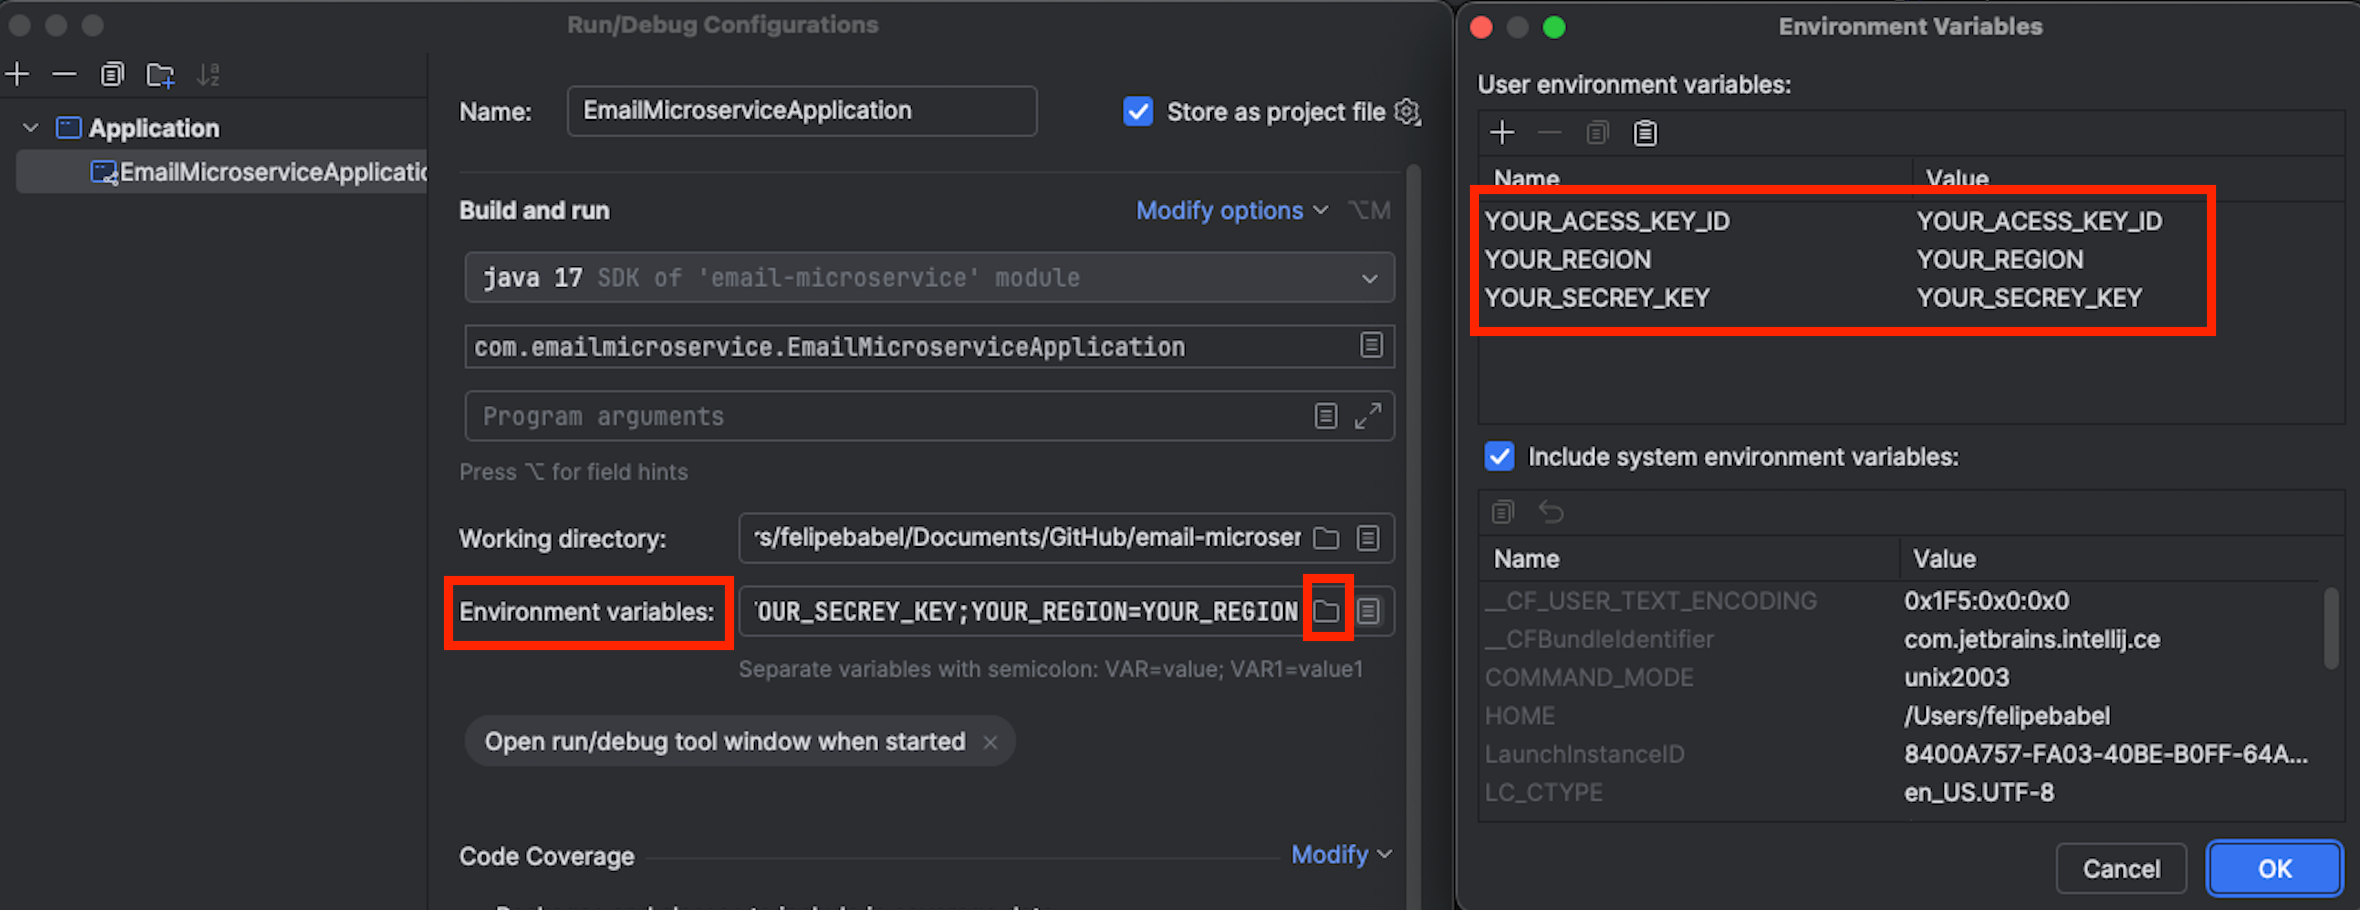 Run/Debug Configurations
Application
EmailMicroserviceApplicatio
Name: EmailMicroserviceApplication
Store as project file
Build and run
Modify options ⌥M
java 17 SDK of 'email-microservice' module
com.emailmicroservice.EmailMicroserviceApplication
Program arguments
Press ⌥ for field hints
Working directory: rs/felipebabel/Documents/GitHub/email-microser
Environment variables: YOUR_SECREY_KEY;YOUR_REGION=YOUR_REGION
Separate variables with semicolon: VAR=value; VAR1=value1
Open run/debug tool window when started
Code Coverage
Modify
Environment Variables
User environment variables:
Name Value
YOUR_ACESS_KEY_ID YOUR_ACESS_KEY_ID
YOUR_REGION YOUR_REGION
YOUR_SECREY_KEY YOUR_SECREY_KEY
Include system environment variables:
Name Value
__CF_USER_TEXT_ENCODING 0x1F5:0x0:0x0
__CFBundleIdentifier com.jetbrains.intellij.ce
COMMAND_MODE unix2003
HOME /Users/felipebabel
LaunchInstanceID 8400A757-FA03-40BE-B0FF-64A...
LC_CTYPE en_US.UTF-8
Cancel OK